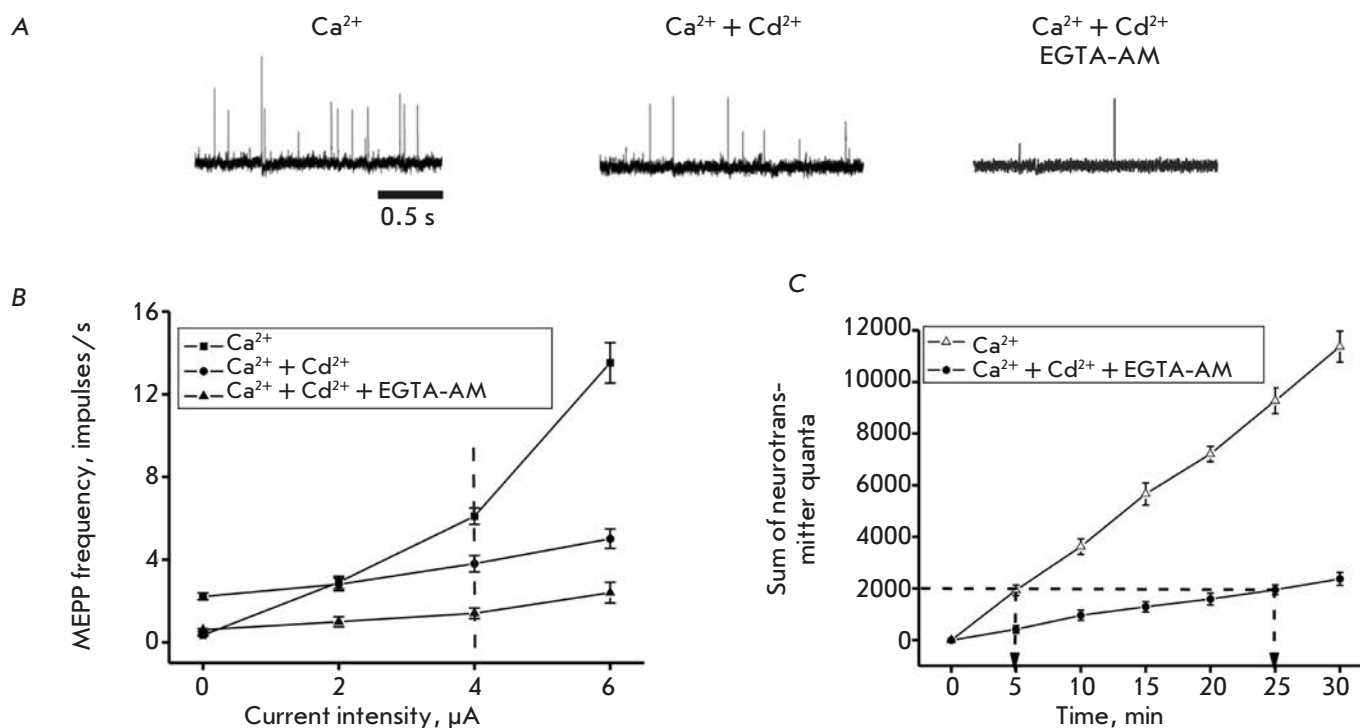 A
Ca²⁺
Ca²⁺ + Cd²⁺
Ca²⁺ + Cd²⁺
EGTA-AM
0.5 s
B
MEPP frequency, impulses/s
16
12
8
4
0
Ca²⁺
Ca²⁺ + Cd²⁺
Ca²⁺ + Cd²⁺ + EGTA-AM
0 2 4 6
Current intensity, µA
C
Sum of neurotrans-
mitter quanta
12000
10000
8000
6000
4000
2000
0
Ca²⁺
Ca²⁺ + Cd²⁺ + EGTA-AM
0 5 10 15 20 25 30
Time, min